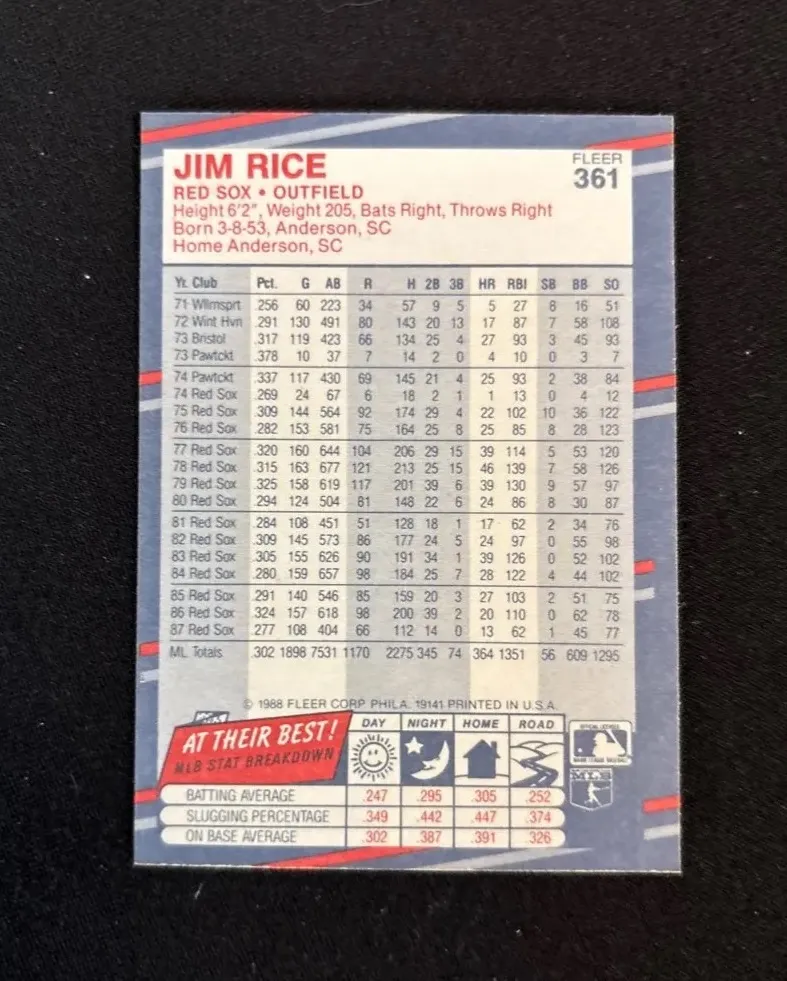 JIM RICE
FLEER
361
RED SOX • OUTFIELD
Height 6'2", Weight 205, Bats Right, Throws Right
Born 3-8-53, Anderson, SC
Home Anderson, SC
Yr. Club Pct. G AB R H 2B 3B HR RBI SB BB SO
71 Wllmsprt .256 60 223 34 57 9 5 5 27 8 16 51
72 Wint Hvn .291 130 491 80 143 20 13 17 87 7 58 108
73 Bristol .317 119 423 66 134 25 4 27 93 3 45 93
73 Pawtckt .378 10 37 7 14 2 0 4 10 0 3 7
74 Pawtckt .337 117 430 69 145 21 4 25 93 2 38 84
74 Red Sox .269 24 67 6 18 2 1 1 13 0 4 12
75 Red Sox .309 144 564 92 174 29 4 22 102 10 36 122
76 Red Sox .282 153 581 75 164 25 8 25 85 8 28 123
77 Red Sox .320 160 644 104 206 29 15 39 114 5 53 120
78 Red Sox .315 163 677 121 213 25 15 46 139 7 58 126
79 Red Sox .325 158 619 117 201 39 6 39 130 9 57 97
80 Red Sox .294 124 504 81 148 22 6 24 86 8 30 87
81 Red Sox .284 108 451 51 128 18 1 17 62 2 34 76
82 Red Sox .309 145 573 86 177 24 5 24 97 0 55 98
83 Red Sox .305 155 626 90 191 34 1 39 126 0 52 102
84 Red Sox .280 159 657 98 184 25 7 28 122 4 44 102
85 Red Sox .291 140 546 85 159 20 3 27 103 2 51 75
86 Red Sox .324 157 618 98 200 39 2 20 110 0 62 78
87 Red Sox .277 108 404 66 112 14 0 13 62 1 45 77
ML Totals .302 1898 7531 1170 2275 345 74 364 1351 56 609 1295
© 1988 FLEER CORP PHILA. 19141 PRINTED IN U.S.A.
AT THEIR BEST!
MLB STAT BREAKDOWN
DAY NIGHT HOME ROAD
OFFICIAL LICENSEE
MAJOR LEAGUE BASEBALL
BATTING AVERAGE .247 .295 .305 .252
SLUGGING PERCENTAGE .349 .442 .447 .374
ON BASE AVERAGE .302 .387 .391 .326